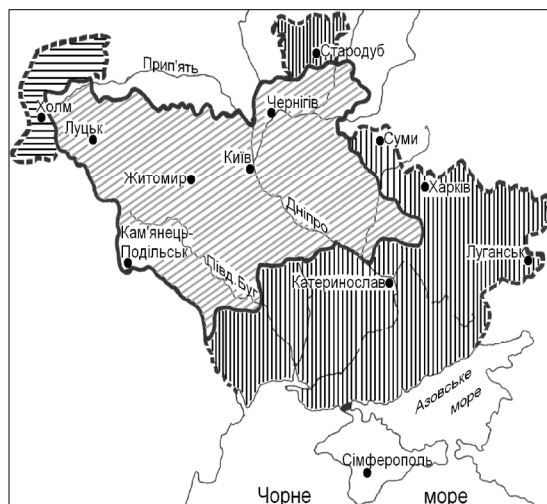 Прип'ять
Стародуб
Холм
Чернігів
Луцьк
Суми
Київ
Житомир
Харків
Дніпро
Кам'янець-
Подільськ
Півд. Буг
Луганськ
Катеринослав
Азовське
море
Сімферополь
Чорне море